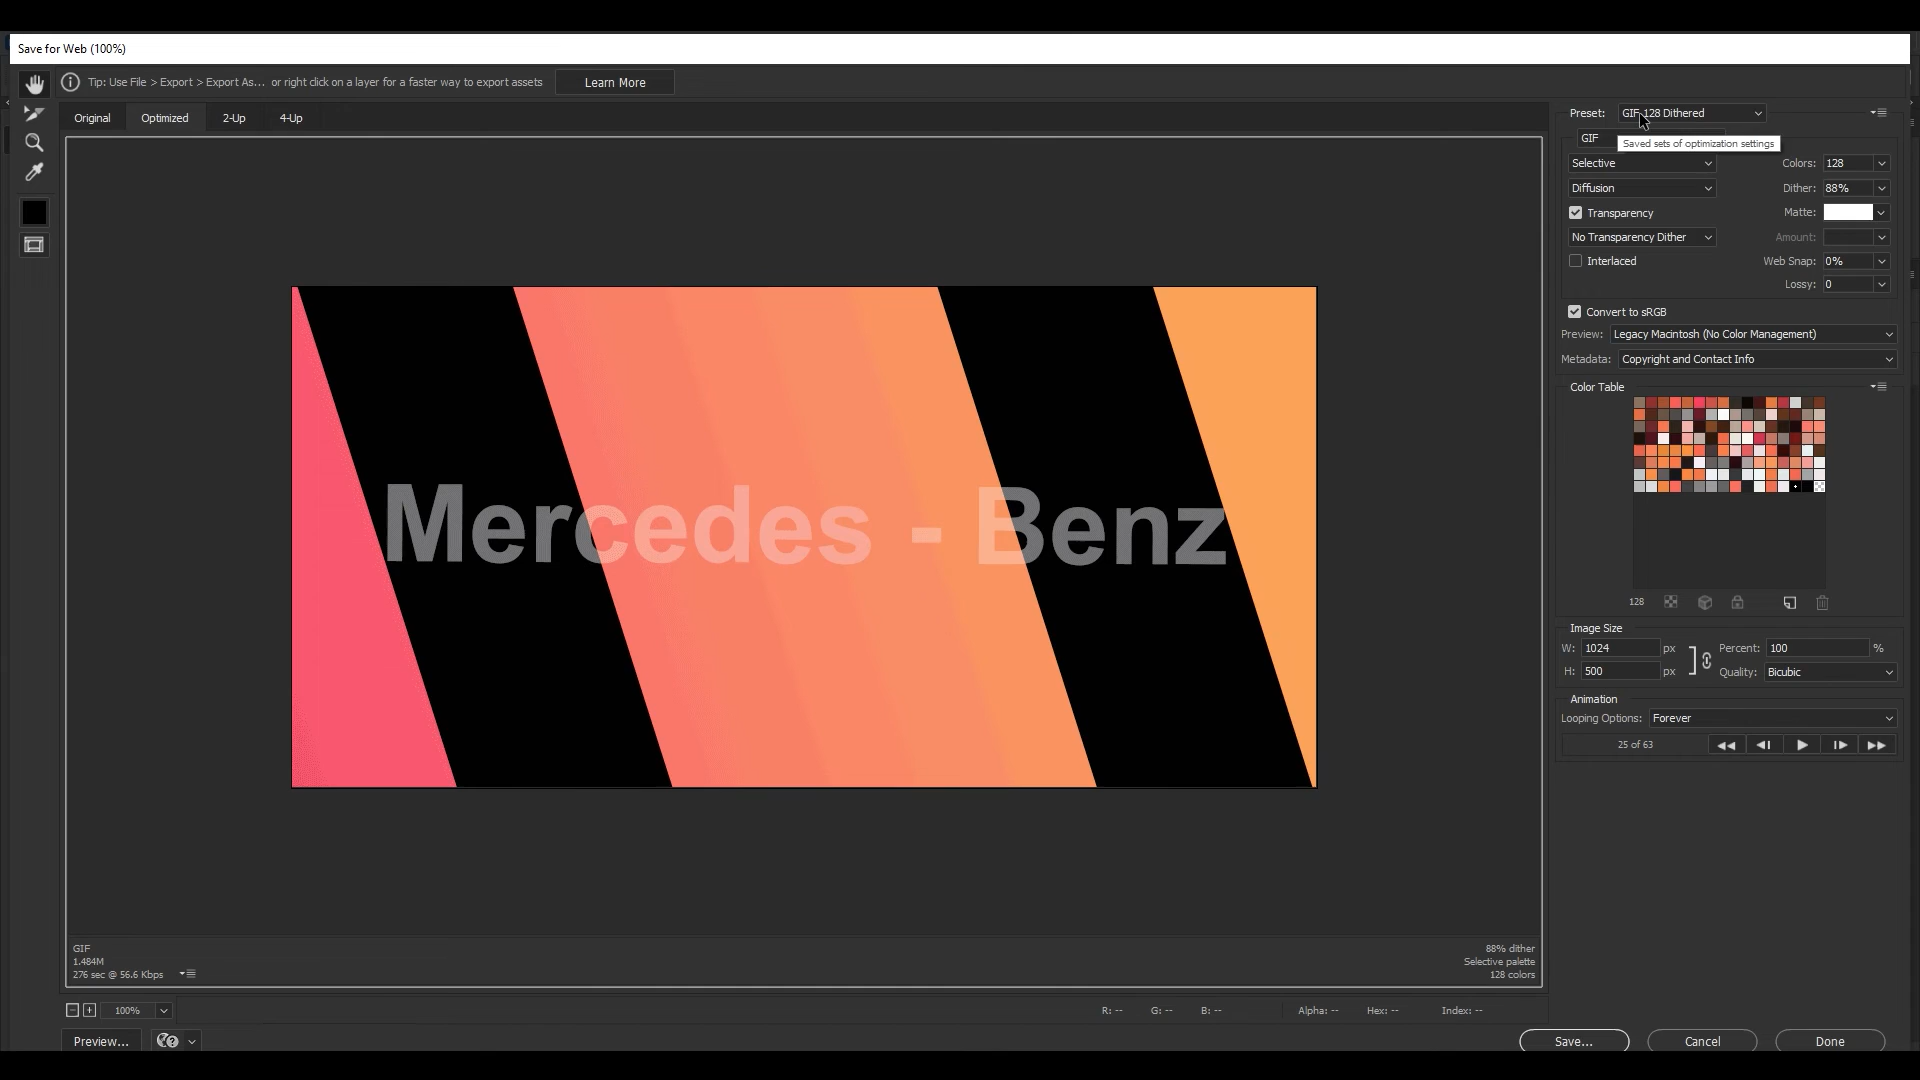 Save for Web (100%)
Tip: Use File > Export > Export As... or right click on a layer for a faster way to export assets
Learn More
Original
Optimized
2-Up
4-Up
Preset: GIF 128 Dithered
GIF
Saved sets of optimization settings
Selective
Colors: 128
Diffusion
Dither: 88%
Transparency
Matte:
No Transparency Dither
Amount:
Interlaced
Web Snap: 0%
Lossy: 0
Convert to sRGB
Preview: Legacy Macintosh (No Color Management)
Metadata: Copyright and Contact Info
Color Table
128
Mercedes - Benz
Image Size
W: 1024 px
Percent: 100 %
H: 500 px
Quality: Bicubic
Animation
Looping Options: Forever
25 of 63
GIF
1.484M
276 sec @ 56.6 Kbps
88% dither
Selective palette
128 colors
100%
R: --
G: --
B: --
Alpha: --
Hex: --
Index: --
Preview...
Save...
Cancel
Done